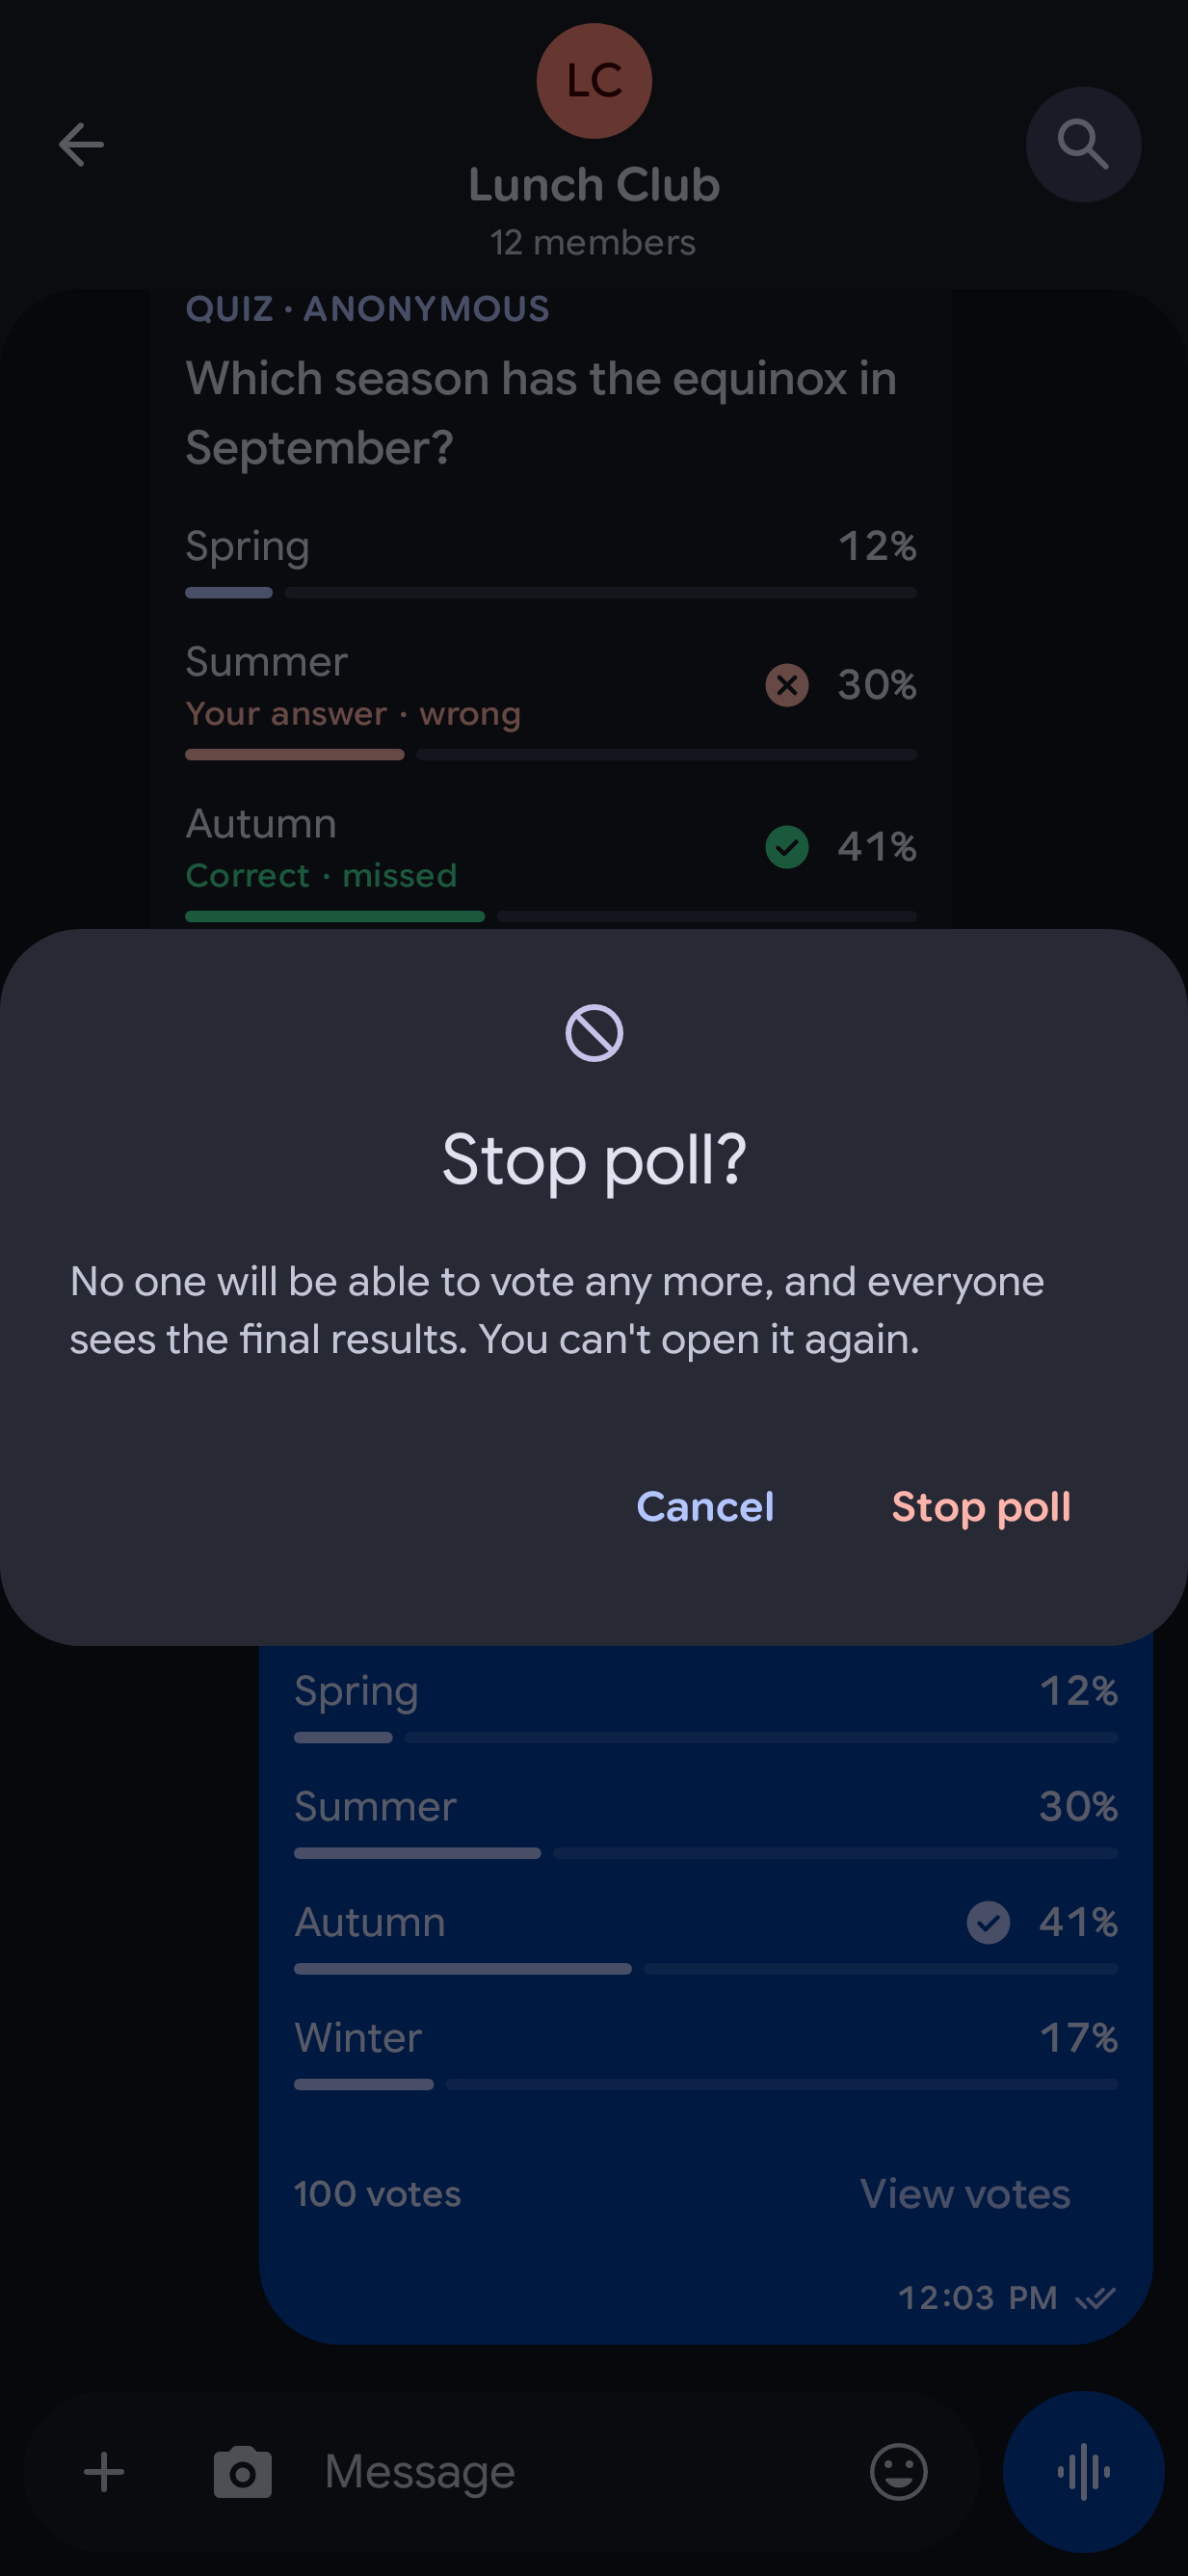 LC
Lunch Club
12 members
QUIZ · ANONYMOUS
Which season has the equinox in
September?
Spring 12%
Summer 30%
Your answer · wrong
Autumn 41%
Correct · missed
Stop poll?
No one will be able to vote any more, and everyone
sees the final results. You can't open it again.
Cancel Stop poll
Spring 12%
Summer 30%
Autumn 41%
Winter 17%
100 votes View votes
12:03 PM
Message